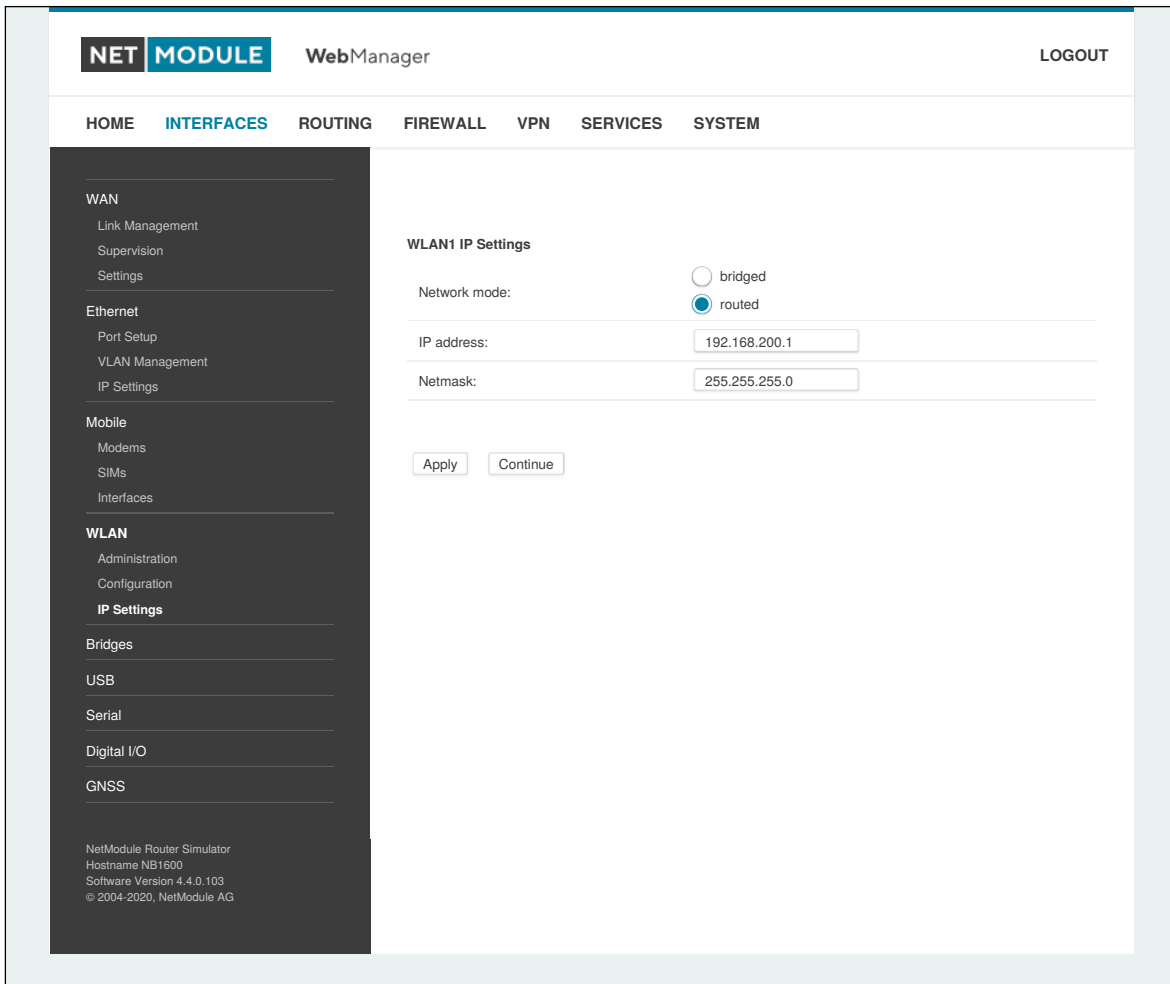 NET MODULE WebManager LOGOUT
HOME INTERFACES ROUTING FIREWALL VPN SERVICES SYSTEM
WAN
Link Management
Supervision
Settings
Ethernet
Port Setup
VLAN Management
IP Settings
Mobile
Modems
SIMs
Interfaces
WLAN
Administration
Configuration
IP Settings
Bridges
USB
Serial
Digital I/O
GNSS
NetModule Router Simulator
Hostname NB1600
Software Version 4.4.0.103
© 2004-2020, NetModule AG
WLAN1 IP Settings
Network mode:
bridged
routed
IP address: 192.168.200.1
Netmask: 255.255.255.0
Apply Continue